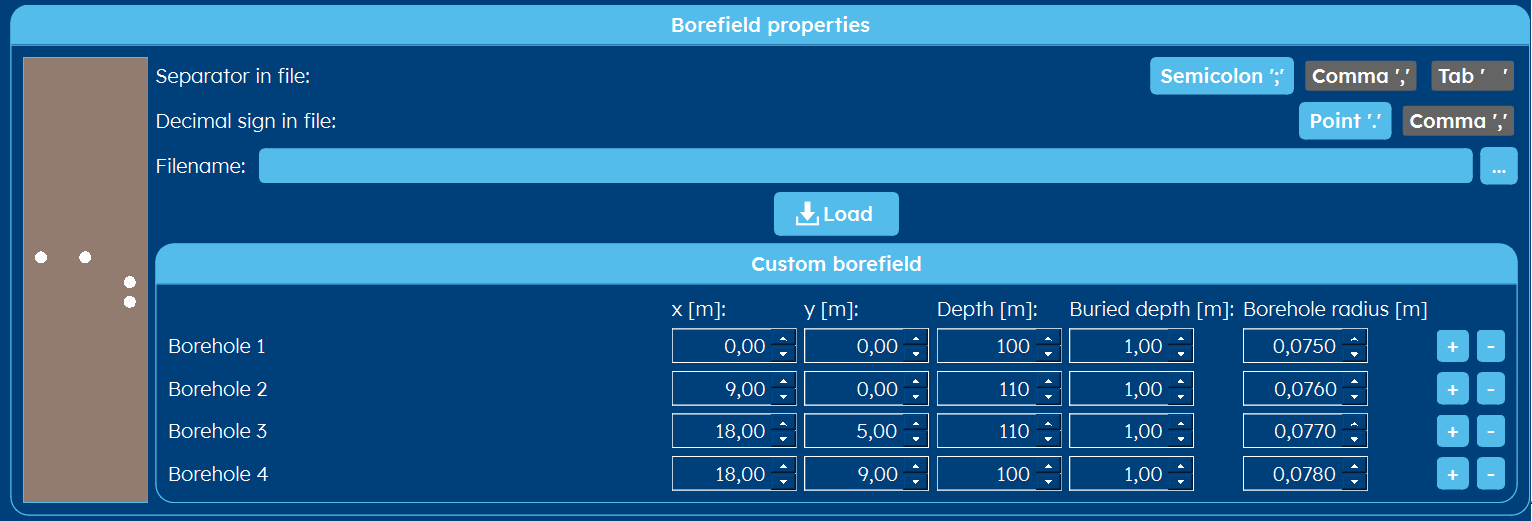 Borefield properties
Separator in file: Semicolon ';' Comma ',' Tab '  '
Decimal sign in file: Point '.' Comma ','
Filename: ...
Load
Custom borefield
x [m]: y [m]: Depth [m]: Buried depth [m]: Borehole radius [m]
Borehole 1 0,00 0,00 100 1,00 0,0750 + -
Borehole 2 9,00 0,00 110 1,00 0,0760 + -
Borehole 3 18,00 5,00 110 1,00 0,0770 + -
Borehole 4 18,00 9,00 100 1,00 0,0780 + -